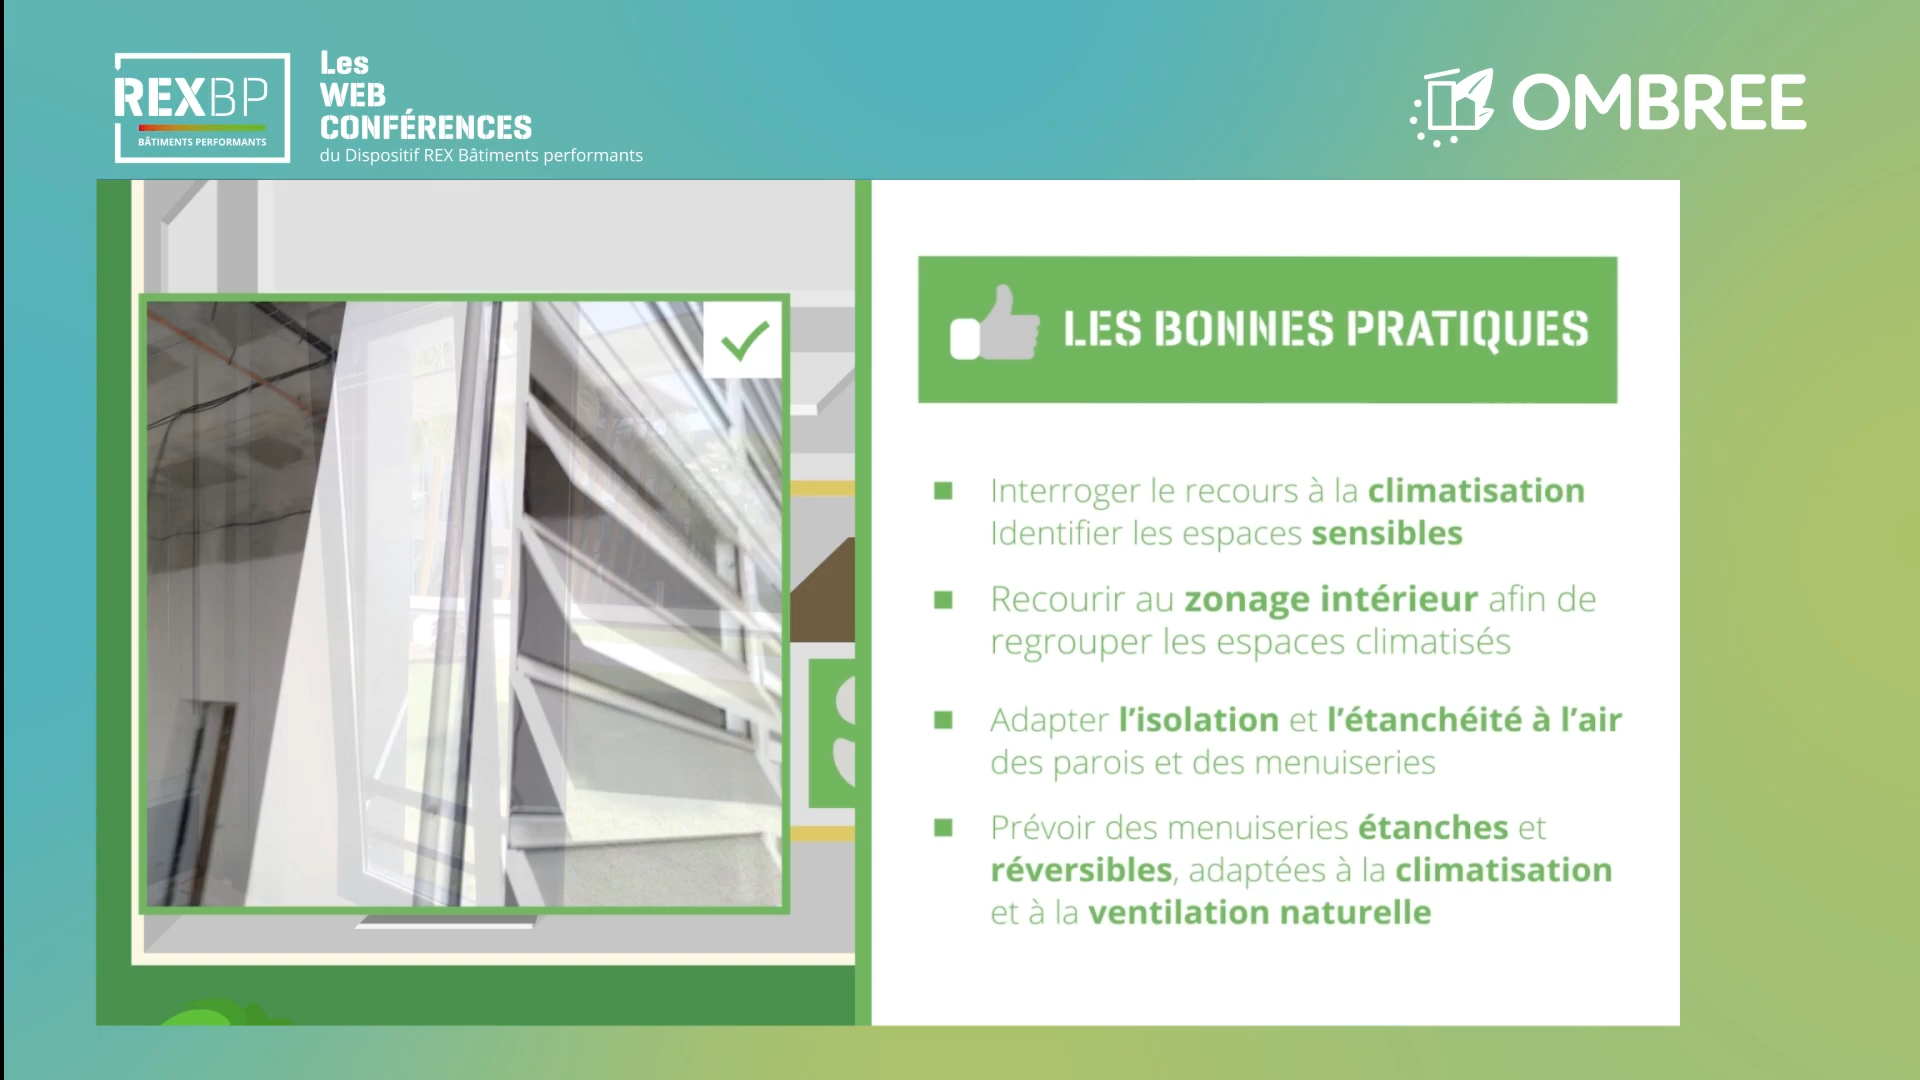 REXBP
BÂTIMENTS PERFORMANTS
Les
WEB
CONFÉRENCES
du Dispositif REX Bâtiments performants
OMBREE
LES BONNES PRATIQUES
Interroger le recours à la climatisation
Identifier les espaces sensibles
Recourir au zonage intérieur afin de
regrouper les espaces climatisés
Adapter l’isolation et l’étanchéité à l’air
des parois et des menuiseries
Prévoir des menuiseries étanches et
réversibles, adaptées à la climatisation
et à la ventilation naturelle